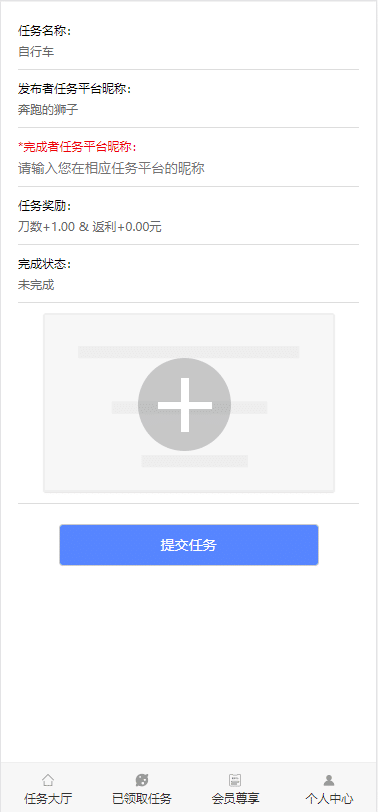 任务名称：
自行车
发布者任务平台昵称：
奔跑的狮子
*完成者任务平台昵称：
请输入您在相应任务平台的昵称
任务奖励：
刀数+1.00 & 返利+0.00元
完成状态：
未完成
提交任务
任务大厅 已领取任务 会员尊享 个人中心